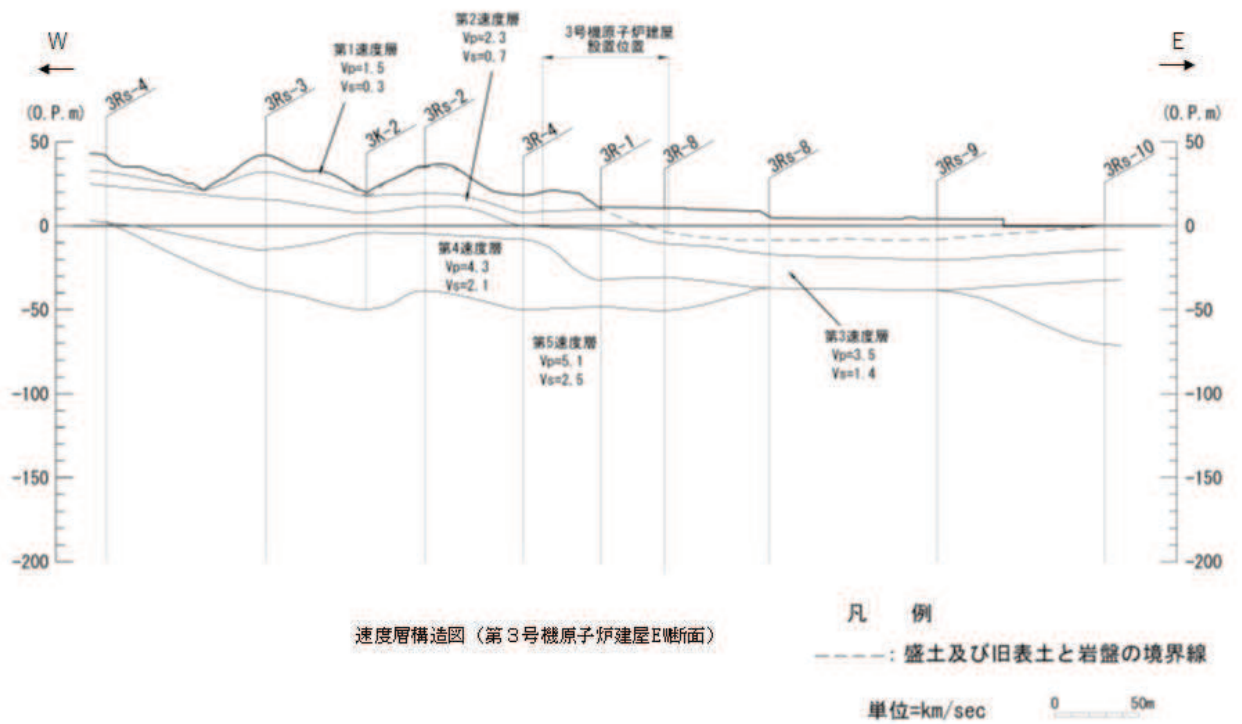 W
E
(O.P.m)
(O.P.m)
第1速度層
Vp=1.5
Vs=0.3
第2速度層
Vp=2.3
Vs=0.7
3号機原子炉建屋
設置位置
3Rs-4
3Rs-3
3K-2
3Rs-2
3R-4
3R-1
3R-8
3Rs-8
3Rs-9
3Rs-10
50
0
-50
-100
-150
-200
50
0
-50
-100
-150
-200
第4速度層
Vp=4.3
Vs=2.1
第5速度層
Vp=5.1
Vs=2.5
第3速度層
Vp=3.5
Vs=1.4
速度層構造図（第３号機原子炉建屋EW断面）
凡 例
: 盛土及び旧表土と岩盤の境界線
単位=km/sec
0 50m